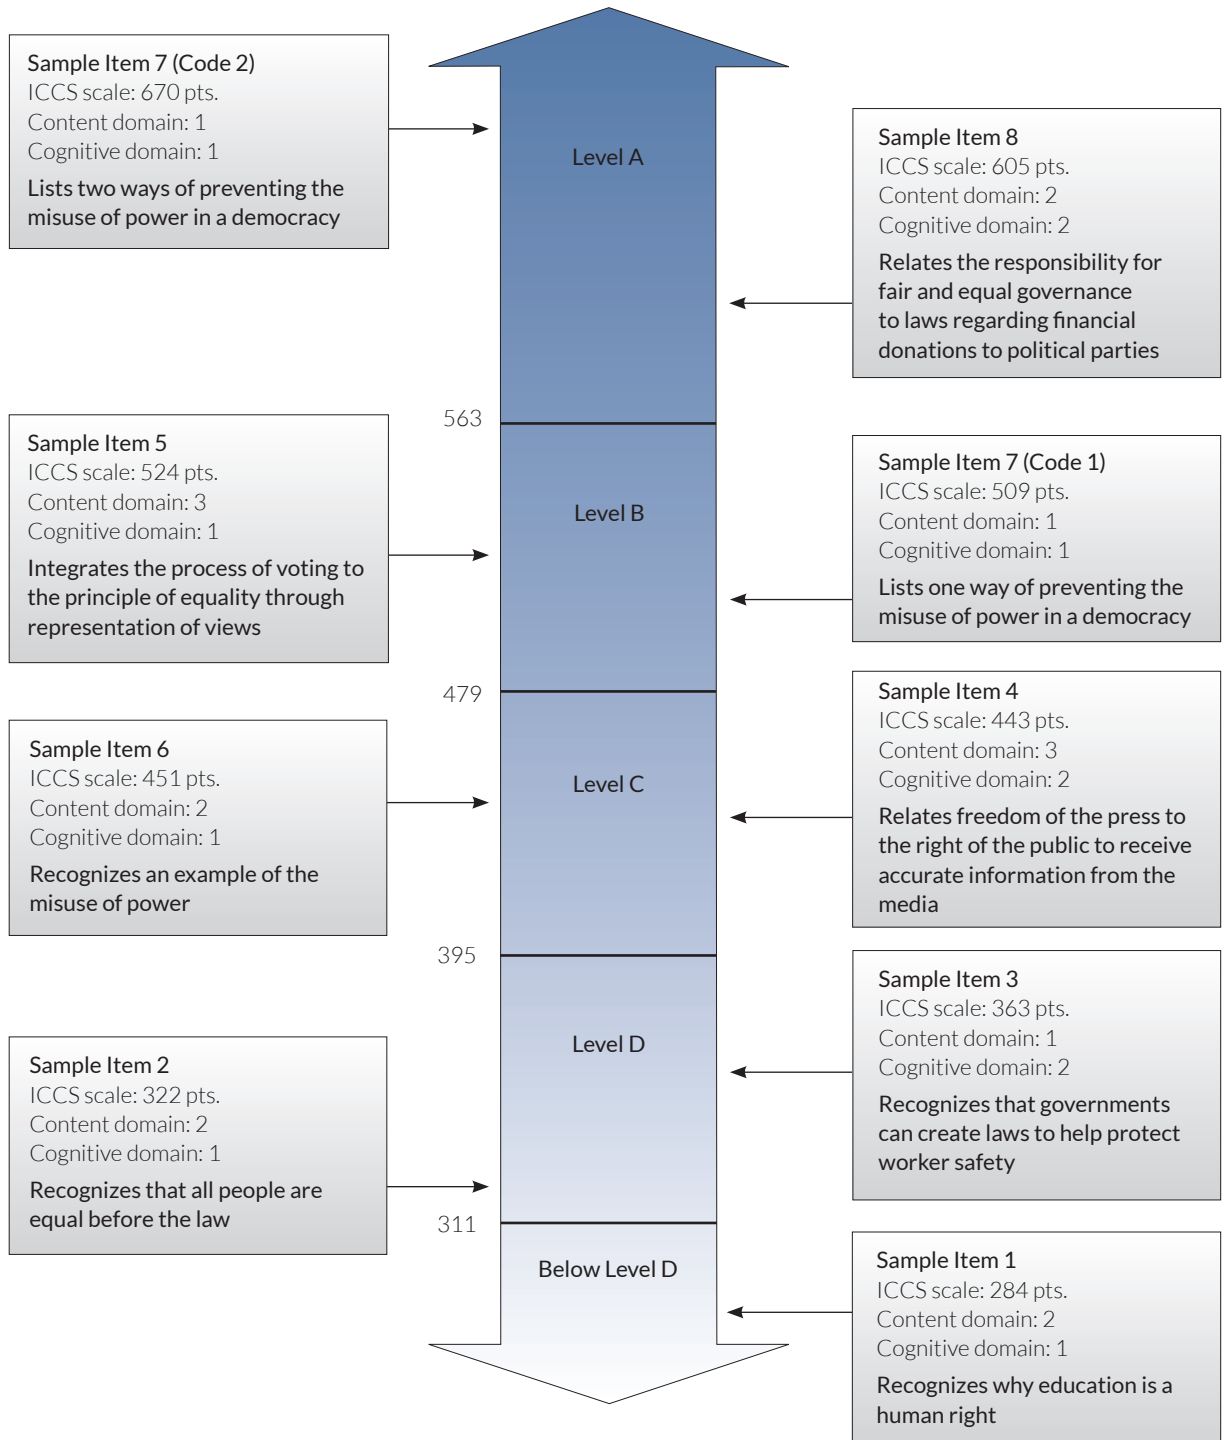 Sample Item 7 (Code 2)
ICCS scale: 670 pts.
Content domain: 1
Cognitive domain: 1
Lists two ways of preventing the
misuse of power in a democracy
Level A
Sample Item 8
ICCS scale: 605 pts.
Content domain: 2
Cognitive domain: 2
Relates the responsibility for
fair and equal governance
to laws regarding financial
donations to political parties
563
Sample Item 5
ICCS scale: 524 pts.
Content domain: 3
Cognitive domain: 1
Integrates the process of voting to
the principle of equality through
representation of views
Level B
Sample Item 7 (Code 1)
ICCS scale: 509 pts.
Content domain: 1
Cognitive domain: 1
Lists one way of preventing the
misuse of power in a democracy
479
Sample Item 6
ICCS scale: 451 pts.
Content domain: 2
Cognitive domain: 1
Recognizes an example of the
misuse of power
Level C
Sample Item 4
ICCS scale: 443 pts.
Content domain: 3
Cognitive domain: 2
Relates freedom of the press to
the right of the public to receive
accurate information from the
media
395
Sample Item 3
ICCS scale: 363 pts.
Content domain: 1
Cognitive domain: 2
Recognizes that governments
can create laws to help protect
worker safety
Level D
Sample Item 2
ICCS scale: 322 pts.
Content domain: 2
Cognitive domain: 1
Recognizes that all people are
equal before the law
311
Below Level D
Sample Item 1
ICCS scale: 284 pts.
Content domain: 2
Cognitive domain: 1
Recognizes why education is a
human right